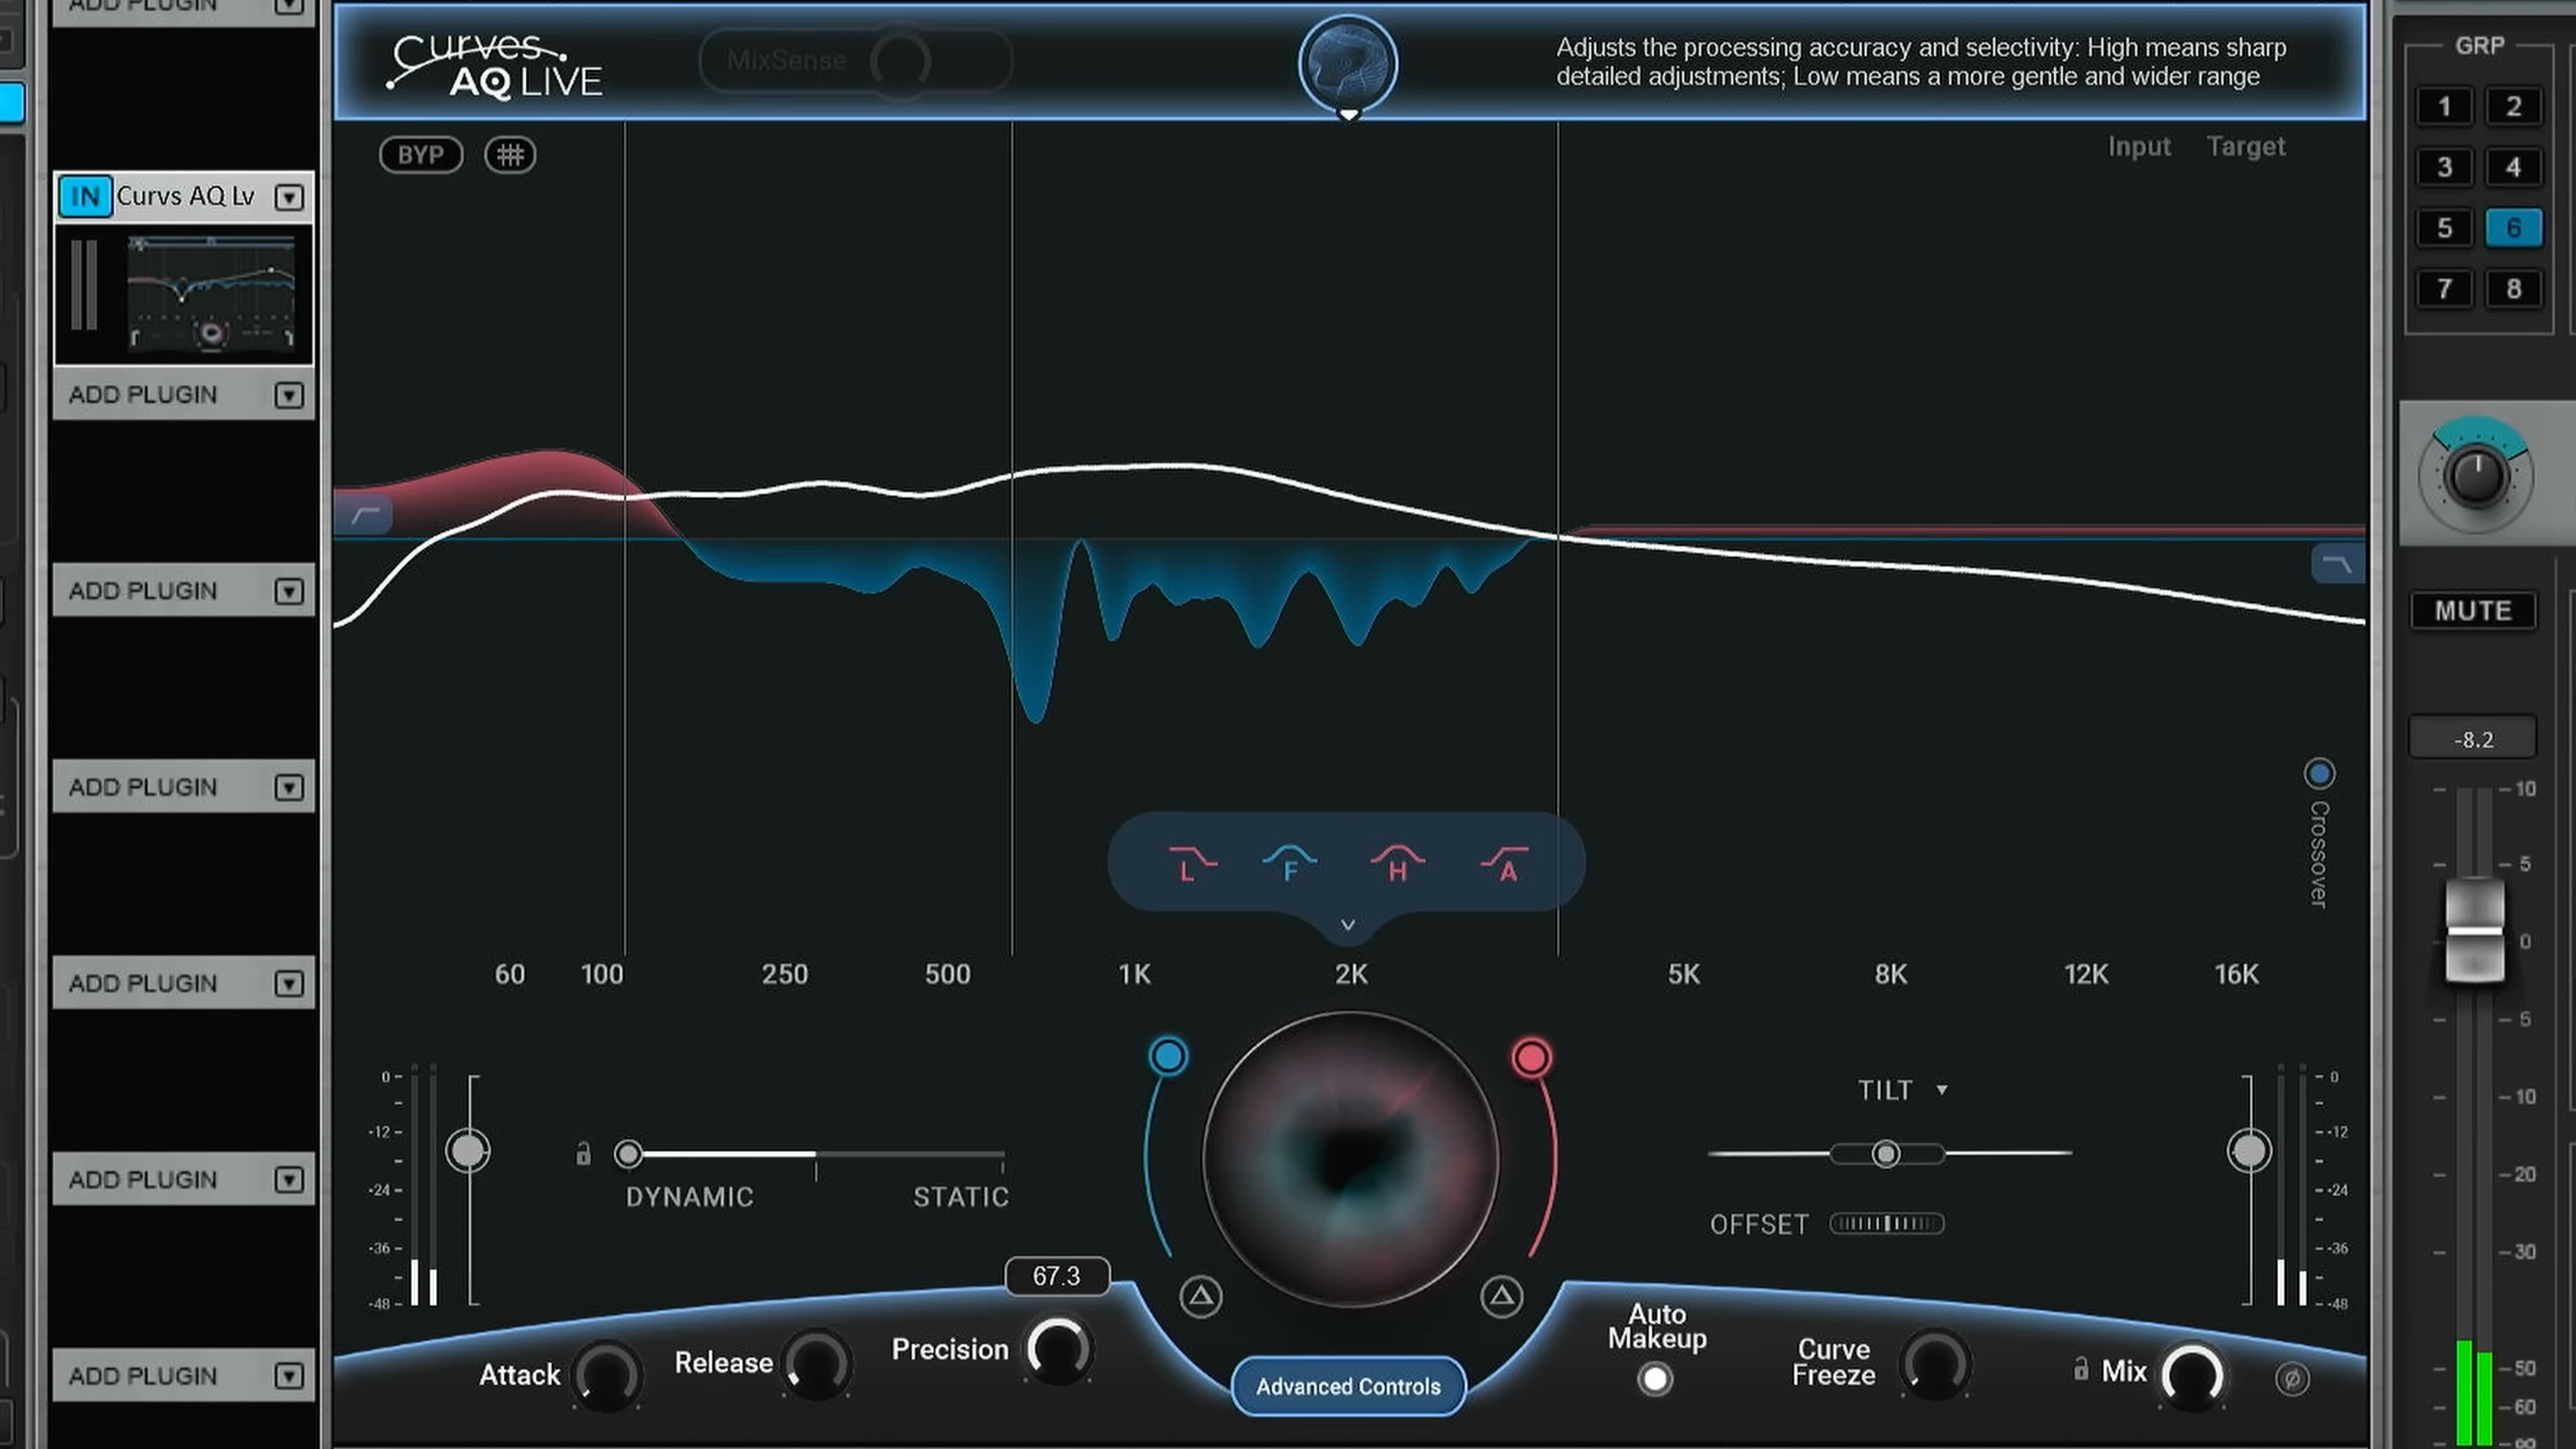 ADD PLUGIN
IN Curvs AQ Lv
ADD PLUGIN
ADD PLUGIN
ADD PLUGIN
ADD PLUGIN
ADD PLUGIN
ADD PLUGIN
Curves
AQ LIVE
MixSense
Adjusts the processing accuracy and selectivity: High means sharp
detailed adjustments; Low means a more gentle and wider range
BYP
Input Target
L F H A
Crossover
60 100 250 500 1K 2K 5K 8K 12K 16K
0
-12
-24
-36
-48
DYNAMIC STATIC
TILT
OFFSET
0
-12
-24
-36
-48
67.3
Attack
Release
Precision
Advanced Controls
Auto
Makeup
Curve
Freeze
Mix
GRP
1 2
3 4
5 6
7 8
MUTE
-8.2
10
5
0
5
10
20
30
50
60